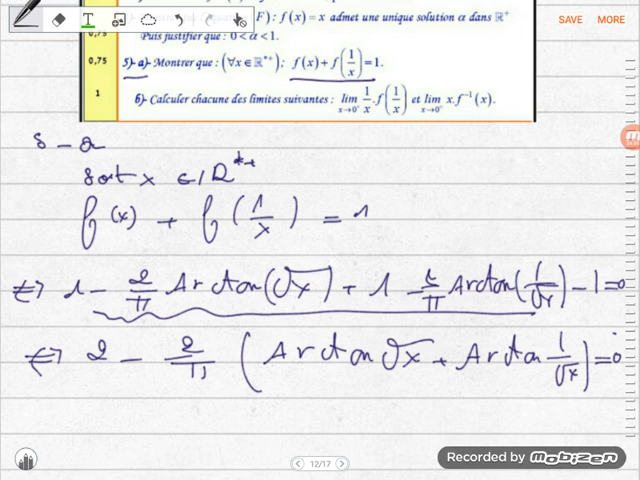 F) : f(x) = x admet une unique solution α dans ℝ⁺
SAVE MORE
0,75 Puis justifier que : 0 < α < 1.
0,75 5)-a)- Montrer que : (∀x ∈ ℝ*⁺) ; f(x) + f(1/x) = 1.
1 б)- Calculer chacune des limites suivantes : lim x→0⁺ 1/x . f(1/x) et lim x→0⁺ x.f⁻¹(x).
5 - a
soit x ∈ IR*+
f(x) + f(1/x) = 1
⇔ 1 - 2/π Arctan(√x) + 1 - 2/π Arctan(1/√x) - 1 = 0
⇔ 2 - 2/π (Arctan √x + Arctan 1/√x) = 0
12/17
Recorded by mobizen